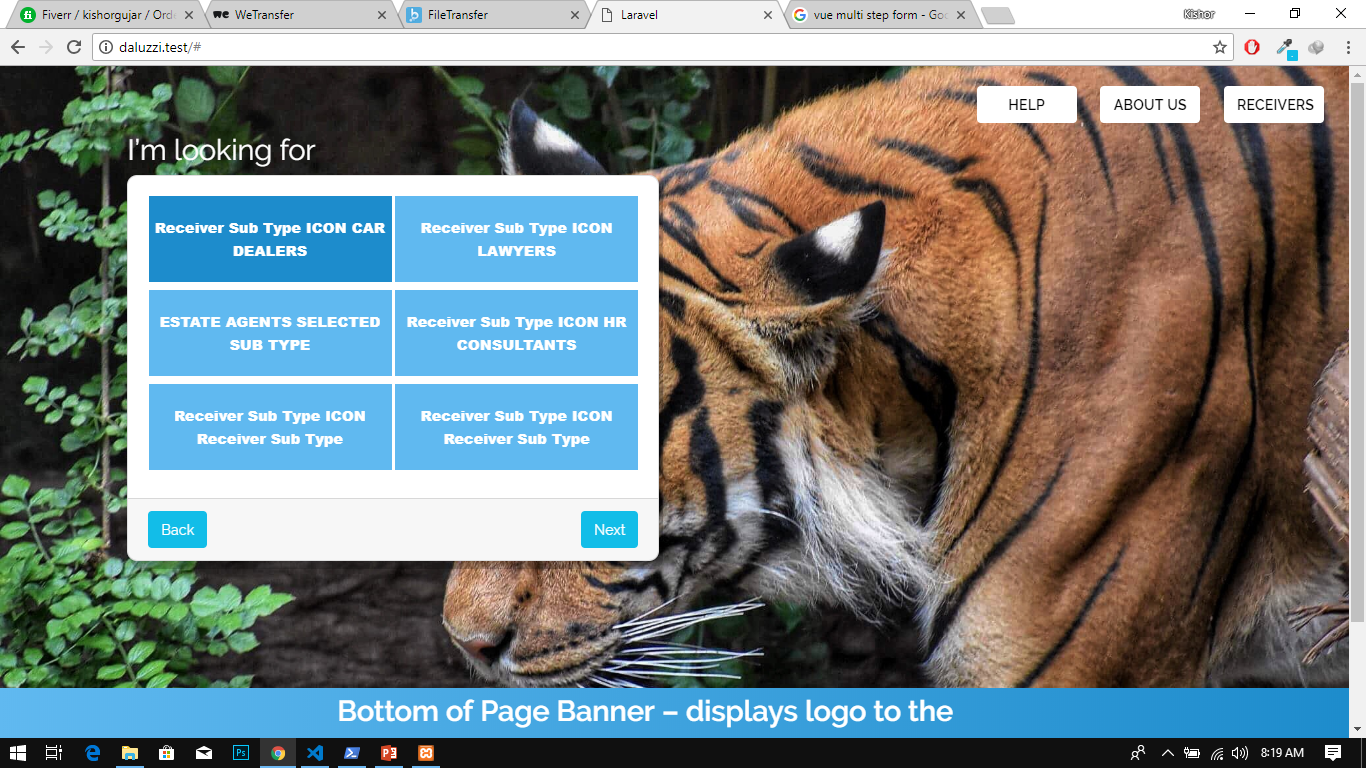 Fiverr / kishorgujar / Orde
WeTransfer
FileTransfer
Laravel
vue multi step form - Goo
Kishor
daluzzi.test/#
HELP
ABOUT US
RECEIVERS
I'm looking for
Receiver Sub Type ICON CAR
DEALERS
Receiver Sub Type ICON
LAWYERS
ESTATE AGENTS SELECTED
SUB TYPE
Receiver Sub Type ICON HR
CONSULTANTS
Receiver Sub Type ICON
Receiver Sub Type
Receiver Sub Type ICON
Receiver Sub Type
Back
Next
Bottom of Page Banner – displays logo to the
8:19 AM